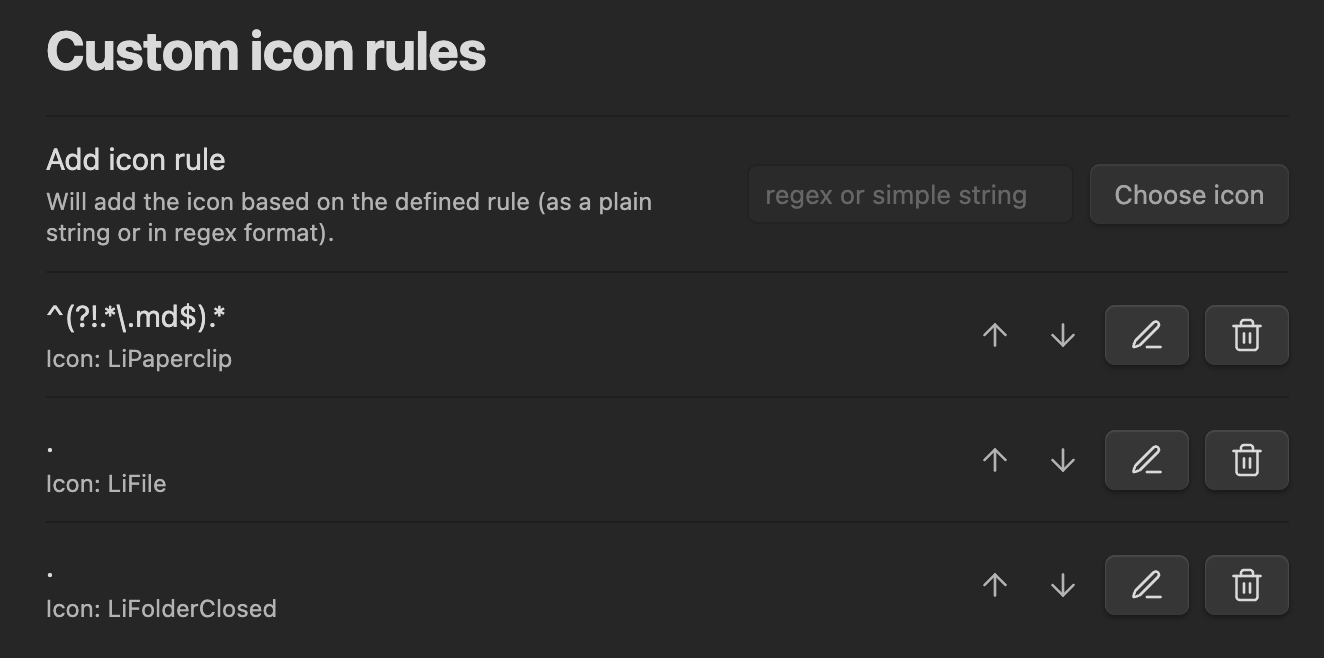 Custom icon rules
Add icon rule
Will add the icon based on the defined rule (as a plain
string or in regex format).
regex or simple string
Choose icon
^(?!.*\.md$).*
Icon: LiPaperclip
.
Icon: LiFile
.
Icon: LiFolderClosed